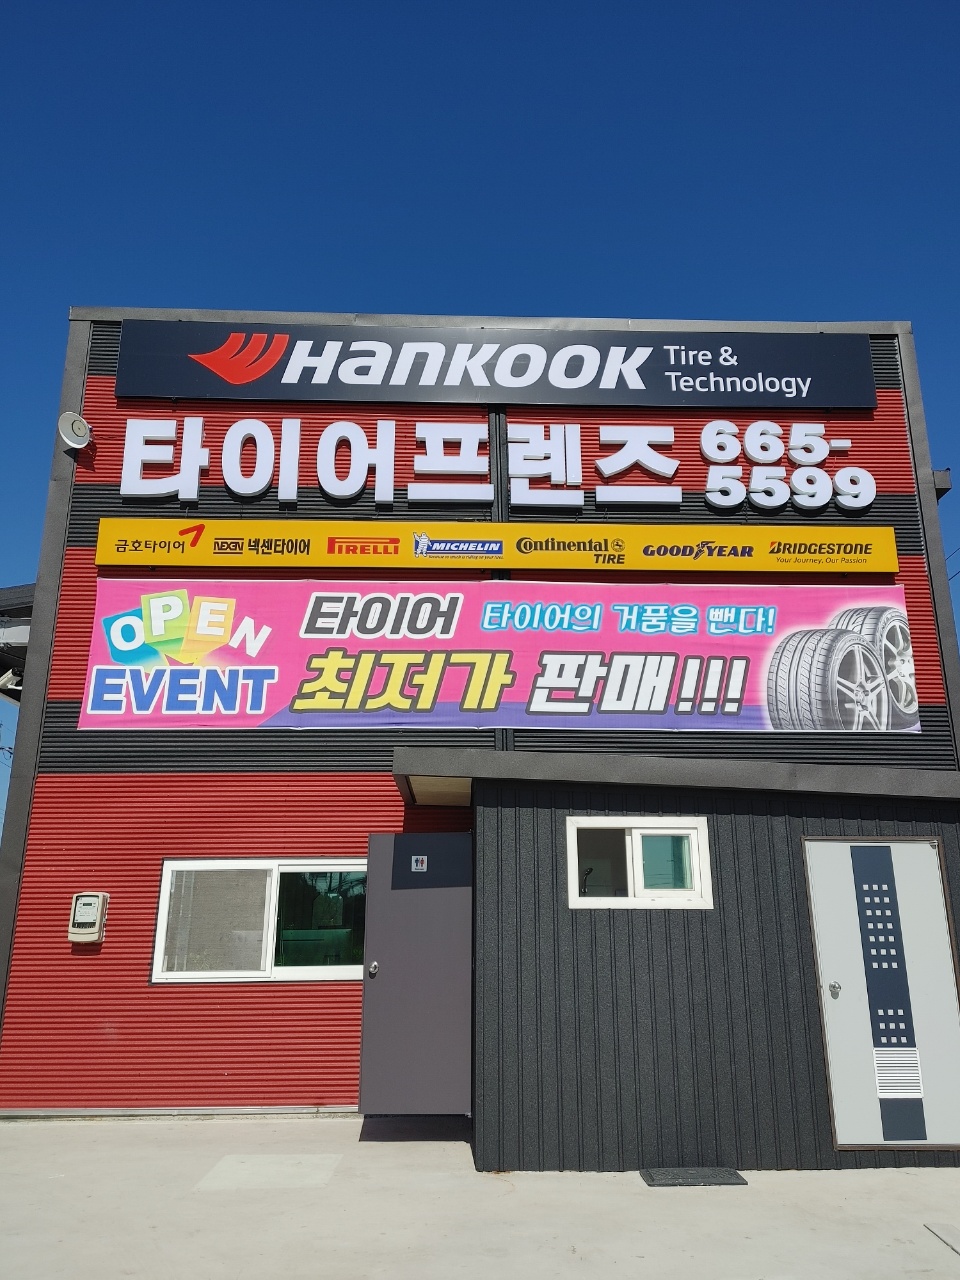 HANKOOK Tire & Technology
타이어프렌즈 665-5599
금호타이어 NEXEN 넥센타이어 PIRELLI MICHELIN Continental TIRE GOODYEAR BRIDGESTONE
Your Journey, Our Passion
OPEN EVENT
타이어 타이어의 거품을 뺀다!
최저가 판매!!!